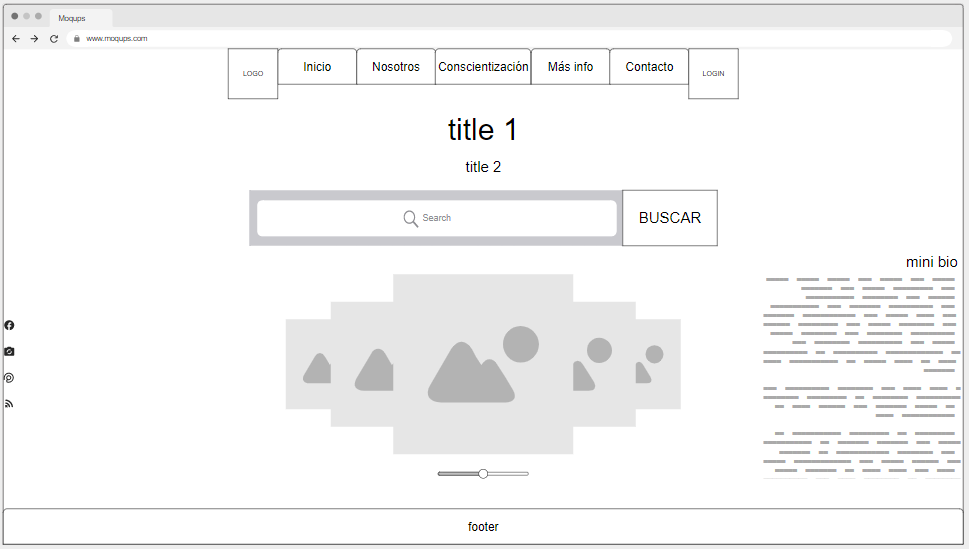 Moqups
www.moqups.com
LOGO
Inicio
Nosotros
Conscientización
Más info
Contacto
LOGIN
title 1
title 2
Search
BUSCAR
mini bio
footer